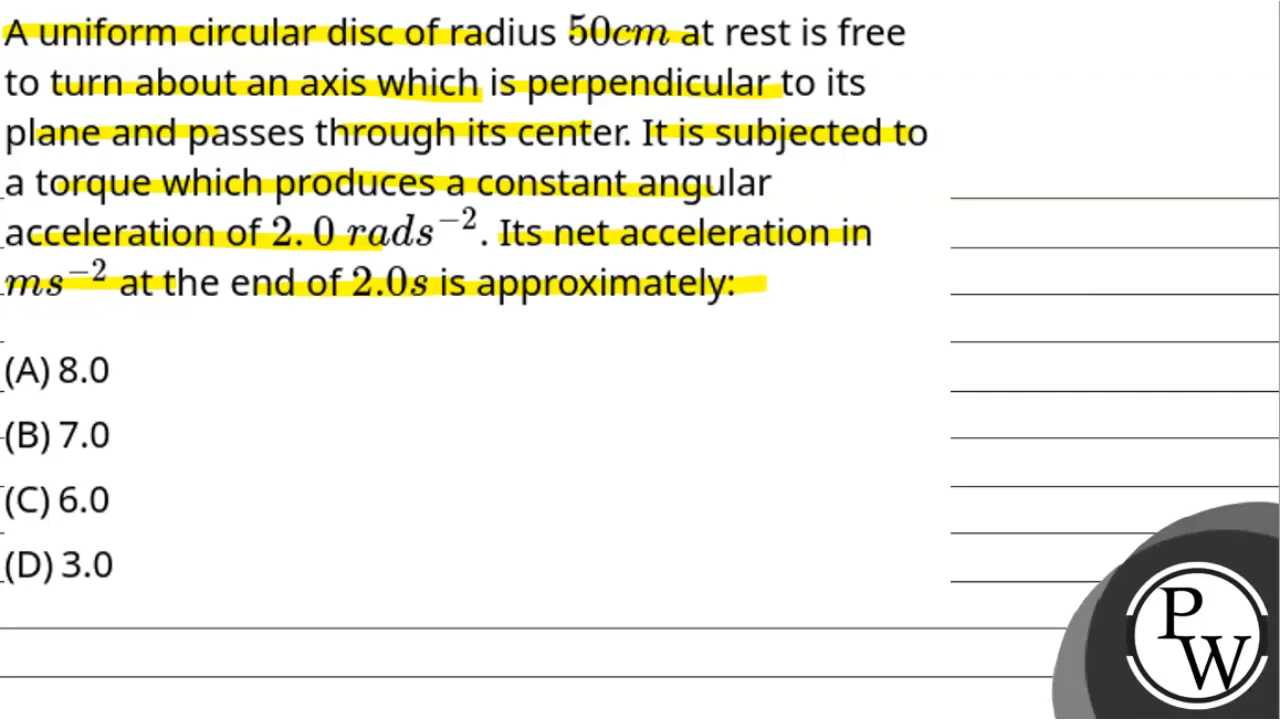 A uniform circular disc of radius 50cm at rest is free
to turn about an axis which is perpendicular to its
plane and passes through its center. It is subjected to
a torque which produces a constant angular
acceleration of 2. 0 rads⁻². Its net acceleration in
ms⁻² at the end of 2.0s is approximately:
(A) 8.0
(B) 7.0
(C) 6.0
(D) 3.0
P
W